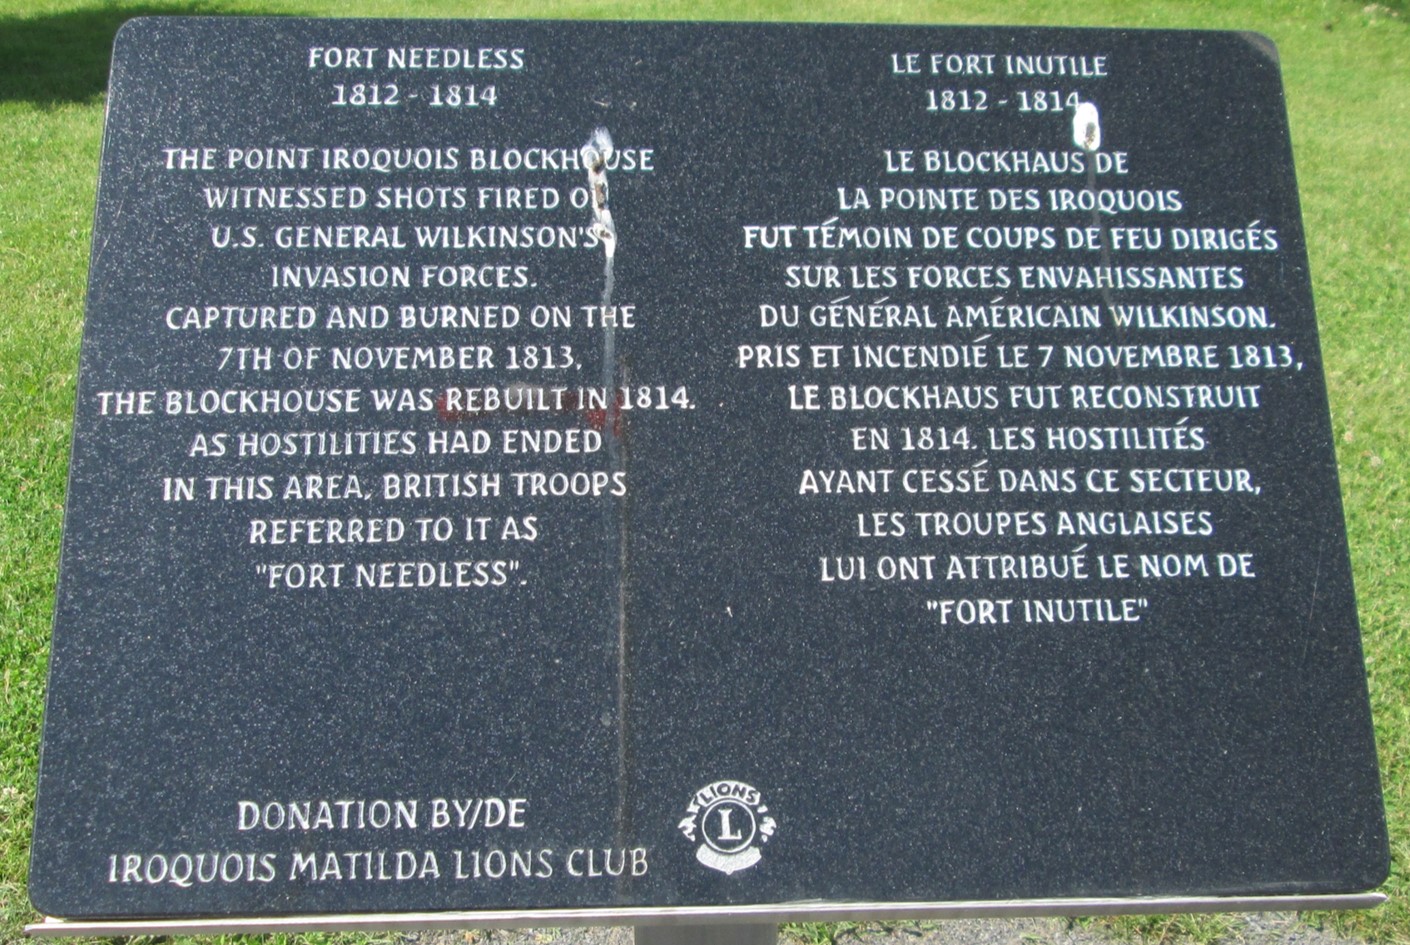 FORT NEEDLESS
1812 - 1814
THE POINT IROQUOIS BLOCKHOUSE
WITNESSED SHOTS FIRED ON
U.S. GENERAL WILKINSON'S
INVASION FORCES.
CAPTURED AND BURNED ON THE
7TH OF NOVEMBER 1813,
THE BLOCKHOUSE WAS REBUILT IN 1814.
AS HOSTILITIES HAD ENDED
IN THIS AREA, BRITISH TROOPS
REFERRED TO IT AS
"FORT NEEDLESS".
LE FORT INUTILE
1812 - 1814
LE BLOCKHAUS DE
LA POINTE DES IROQUOIS
FUT TÉMOIN DE COUPS DE FEU DIRIGÉS
SUR LES FORCES ENVAHISSANTES
DU GÉNÉRAL AMÉRICAIN WILKINSON.
PRIS ET INCENDIÉ LE 7 NOVEMBRE 1813,
LE BLOCKHAUS FUT RECONSTRUIT
EN 1814. LES HOSTILITÉS
AYANT CESSÉ DANS CE SECTEUR,
LES TROUPES ANGLAISES
LUI ONT ATTRIBUÉ LE NOM DE
"FORT INUTILE"
DONATION BY/DE
IROQUOIS MATILDA LIONS CLUB
LIONS
L